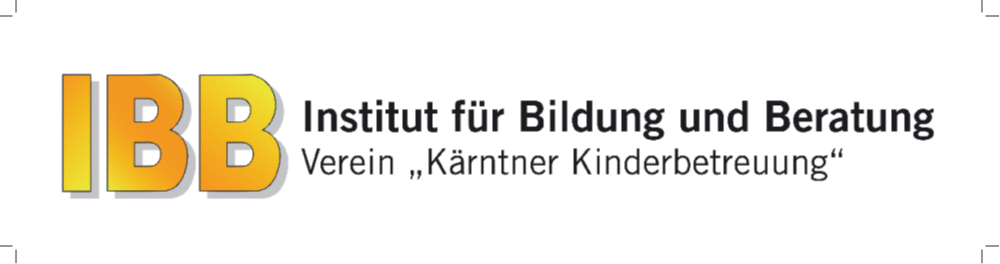 IBB
Institut für Bildung und Beratung
Verein „Kärntner Kinderbetreuung“